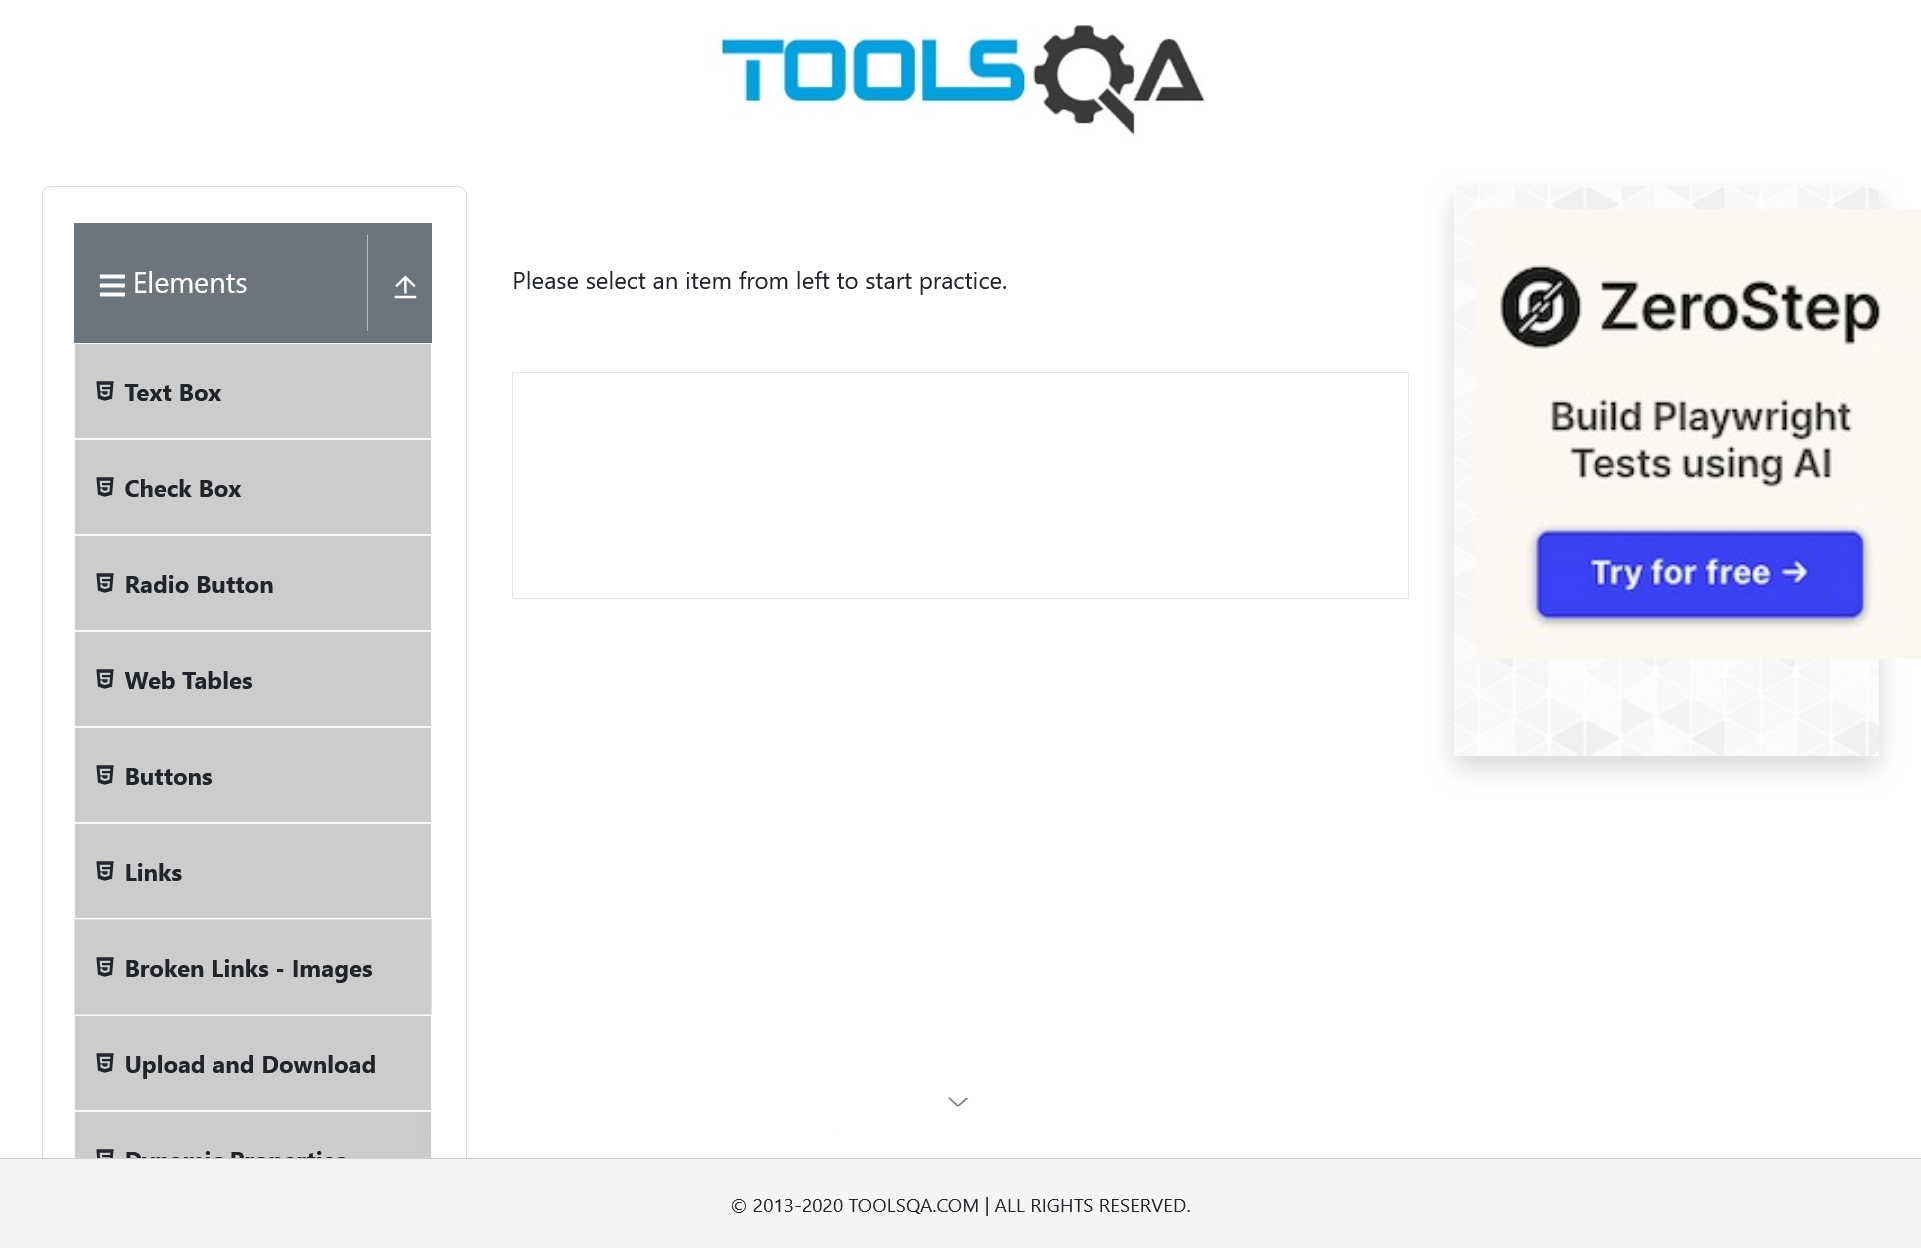 TOOLSQA
Elements
Text Box
Check Box
Radio Button
Web Tables
Buttons
Links
Broken Links - Images
Upload and Download
Dynamic Properties
Please select an item from left to start practice.
ZeroStep
Build Playwright
Tests using AI
Try for free →
© 2013-2020 TOOLSQA.COM | ALL RIGHTS RESERVED.